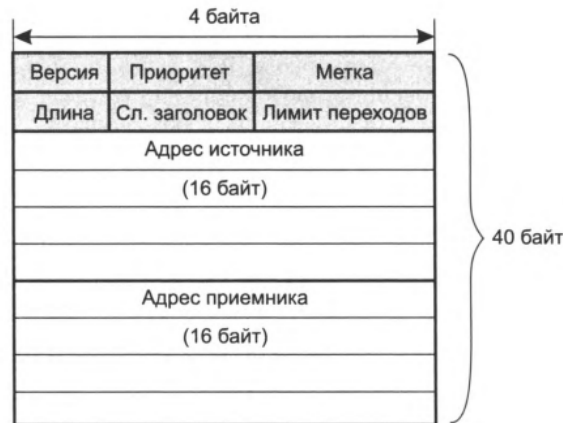 4 байта
Версия Приоритет Метка
Длина Сл. заголовок Лимит переходов
Адрес источника
(16 байт)
40 байт
Адрес приемника
(16 байт)